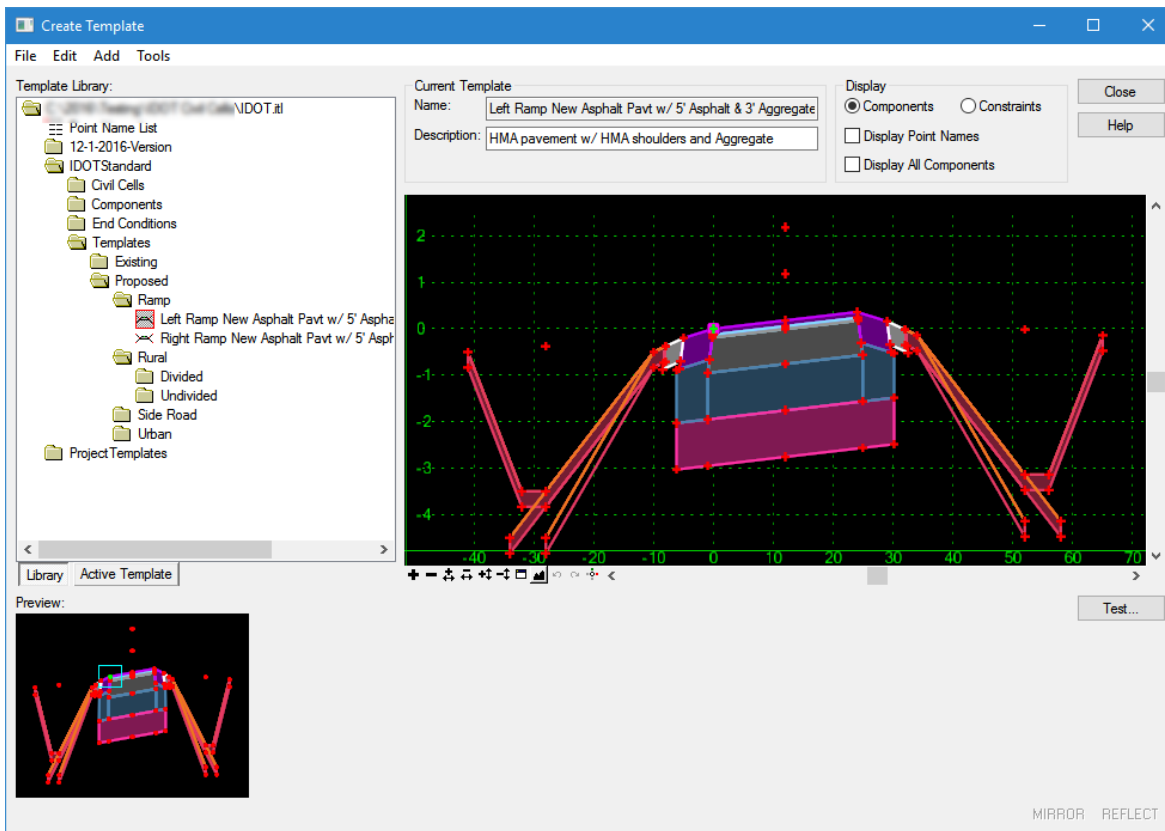 Create Template
File Edit Add Tools
Template Library:
\IDOT.itl
Point Name List
12-1-2016-Version
IDOTStandard
Civil Cells
Components
End Conditions
Templates
Existing
Proposed
Ramp
Left Ramp New Asphalt Pavt w/ 5' Aspha
Right Ramp New Asphalt Pavt w/ 5' Asph
Rural
Divided
Undivided
Side Road
Urban
ProjectTemplates
Library Active Template
Current Template
Name: Left Ramp New Asphalt Pavt w/ 5' Asphalt & 3' Aggregate
Description: HMA pavement w/ HMA shoulders and Aggregate
Display
Components Constraints
Display Point Names
Display All Components
Close
Help
2
1
0
-1
-2
-3
-4
-40 -30 -20 -10 0 10 20 30 40 50 60 70
Preview:
Test...
MIRROR REFLECT